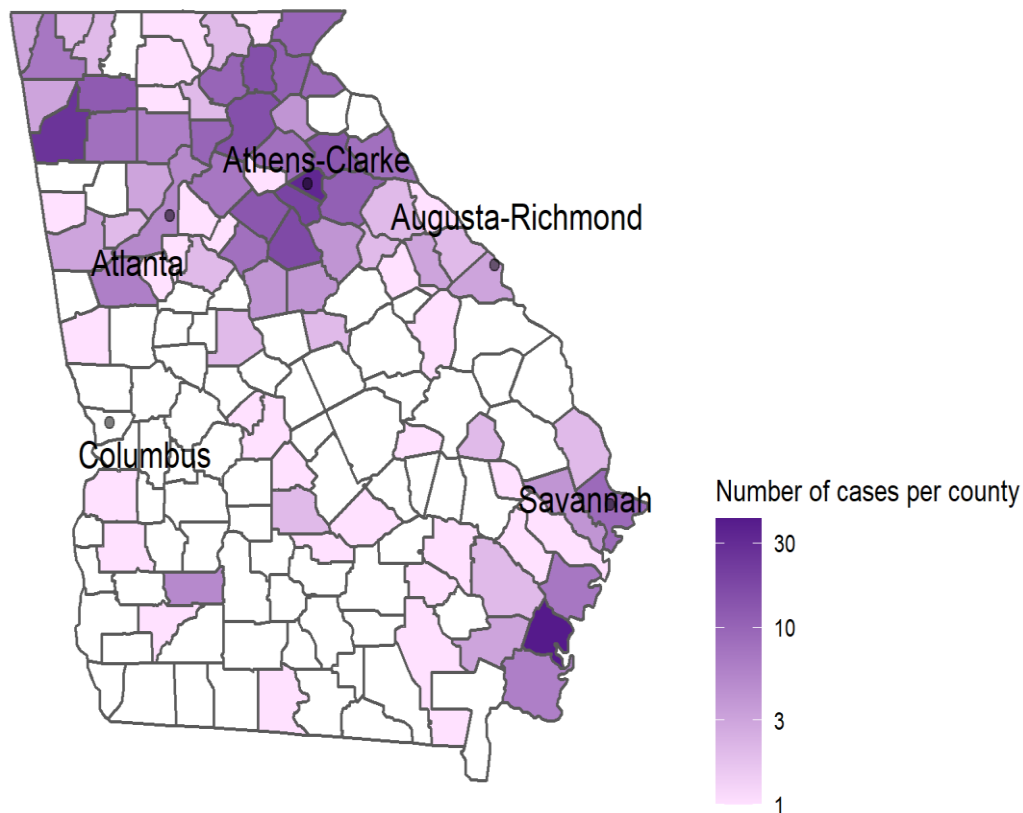 Athens-Clarke
Augusta-Richmond
Atlanta
Columbus
Savannah
Number of cases per county
30
10
3
1